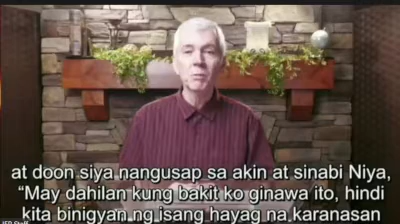 at doon siya nangusap sa akin at sinabi Niya,
"May dahilan kung bakit ko ginawa ito, hindi
kita binigyan ng isang hayag na karanasan